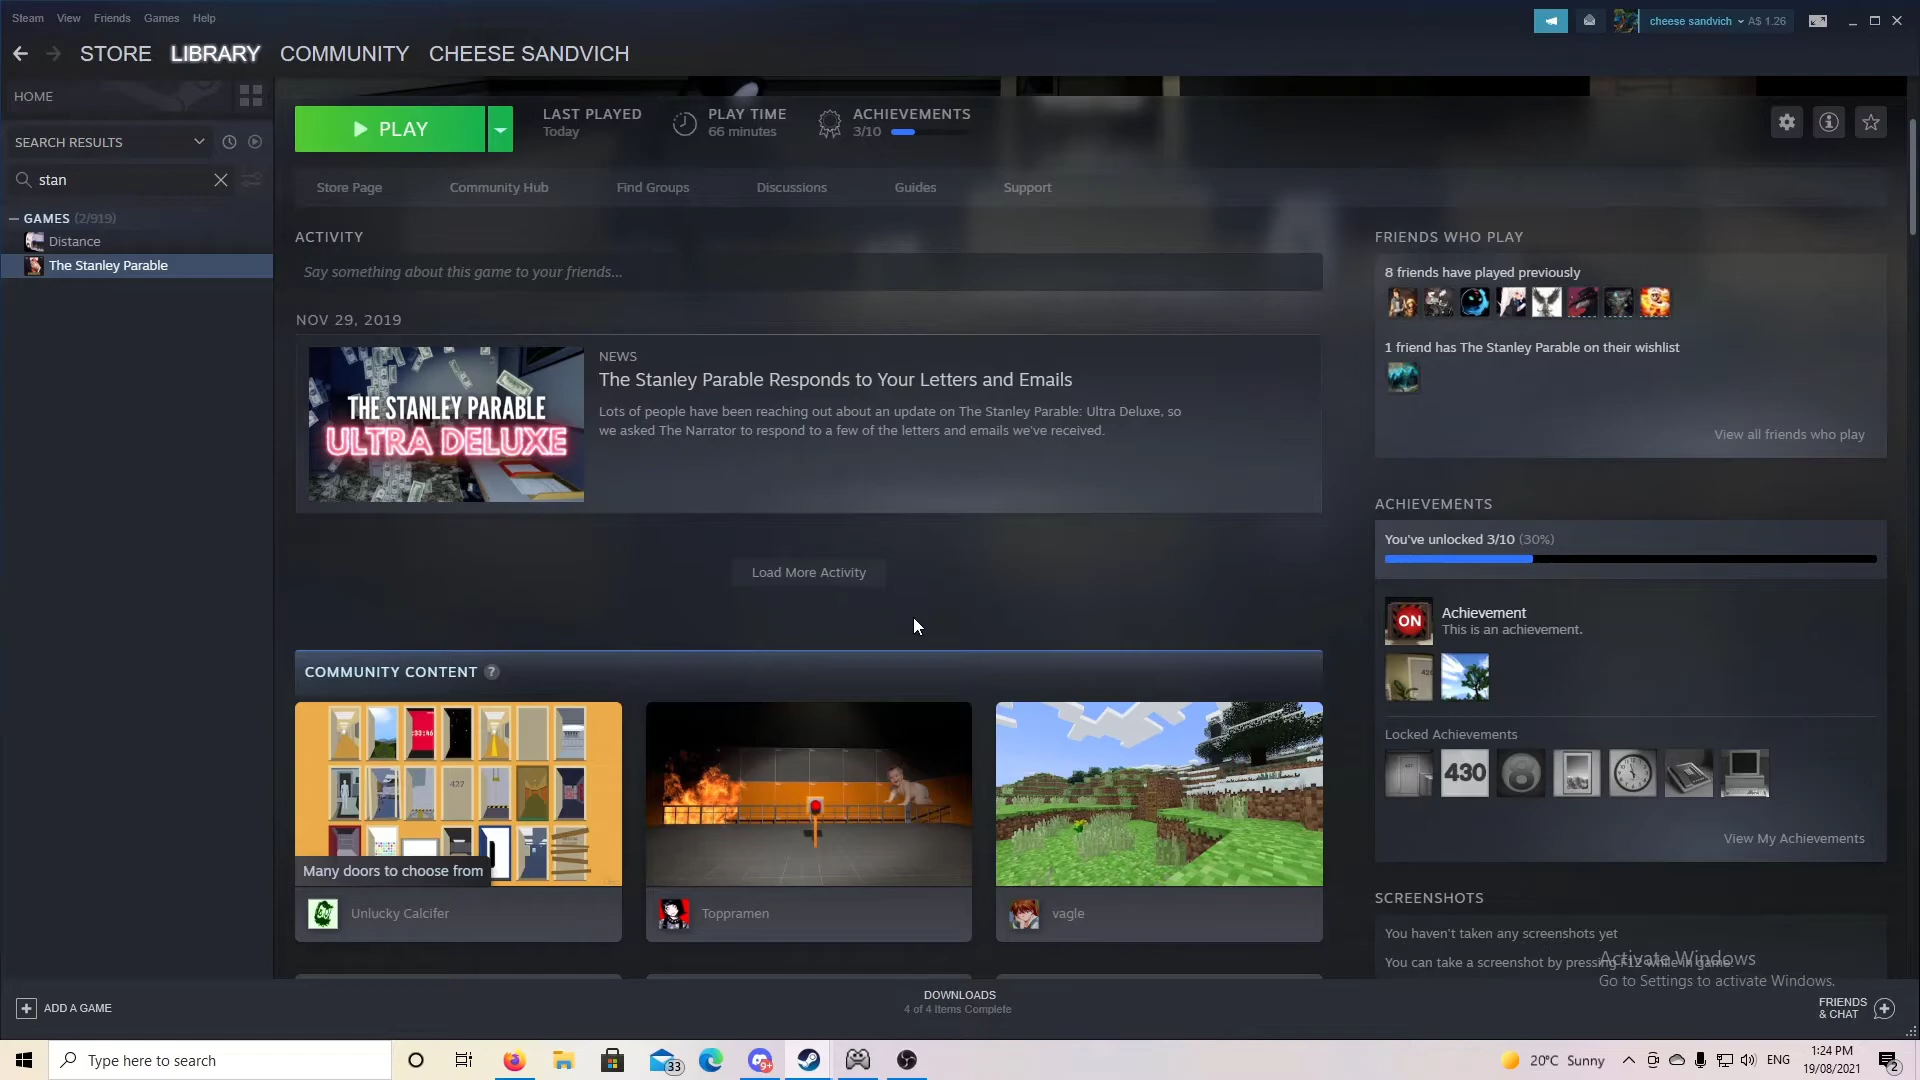 Steam View Friends Games Help
cheese sandvich A$ 1.26
STORE LIBRARY COMMUNITY CHEESE SANDVICH
HOME
SEARCH RESULTS
stan
GAMES (2/919)
Distance
The Stanley Parable
PLAY
LAST PLAYED
Today
PLAY TIME
66 minutes
ACHIEVEMENTS
3/10
Store Page Community Hub Find Groups Discussions Guides Support
ACTIVITY
Say something about this game to your friends...
NOV 29, 2019
THE STANLEY PARABLE
ULTRA DELUXE
NEWS
The Stanley Parable Responds to Your Letters and Emails
Lots of people have been reaching out about an update on The Stanley Parable: Ultra Deluxe, so
we asked The Narrator to respond to a few of the letters and emails we've received.
Load More Activity
COMMUNITY CONTENT ?
427
Many doors to choose from
Unlucky Calcifer
Toppramen
vagle
FRIENDS WHO PLAY
8 friends have played previously
1 friend has The Stanley Parable on their wishlist
View all friends who play
ACHIEVEMENTS
You've unlocked 3/10 (30%)
ON
Achievement
This is an achievement.
Locked Achievements
430
8
View My Achievements
SCREENSHOTS
You haven't taken any screenshots yet
You can take a screenshot by pressing F12 while in game.
Activate Windows
Go to Settings to activate Windows.
ADD A GAME
DOWNLOADS
4 of 4 Items Complete
FRIENDS
& CHAT
Type here to search
33
9+
20°C Sunny
ENG
1:24 PM
19/08/2021
2